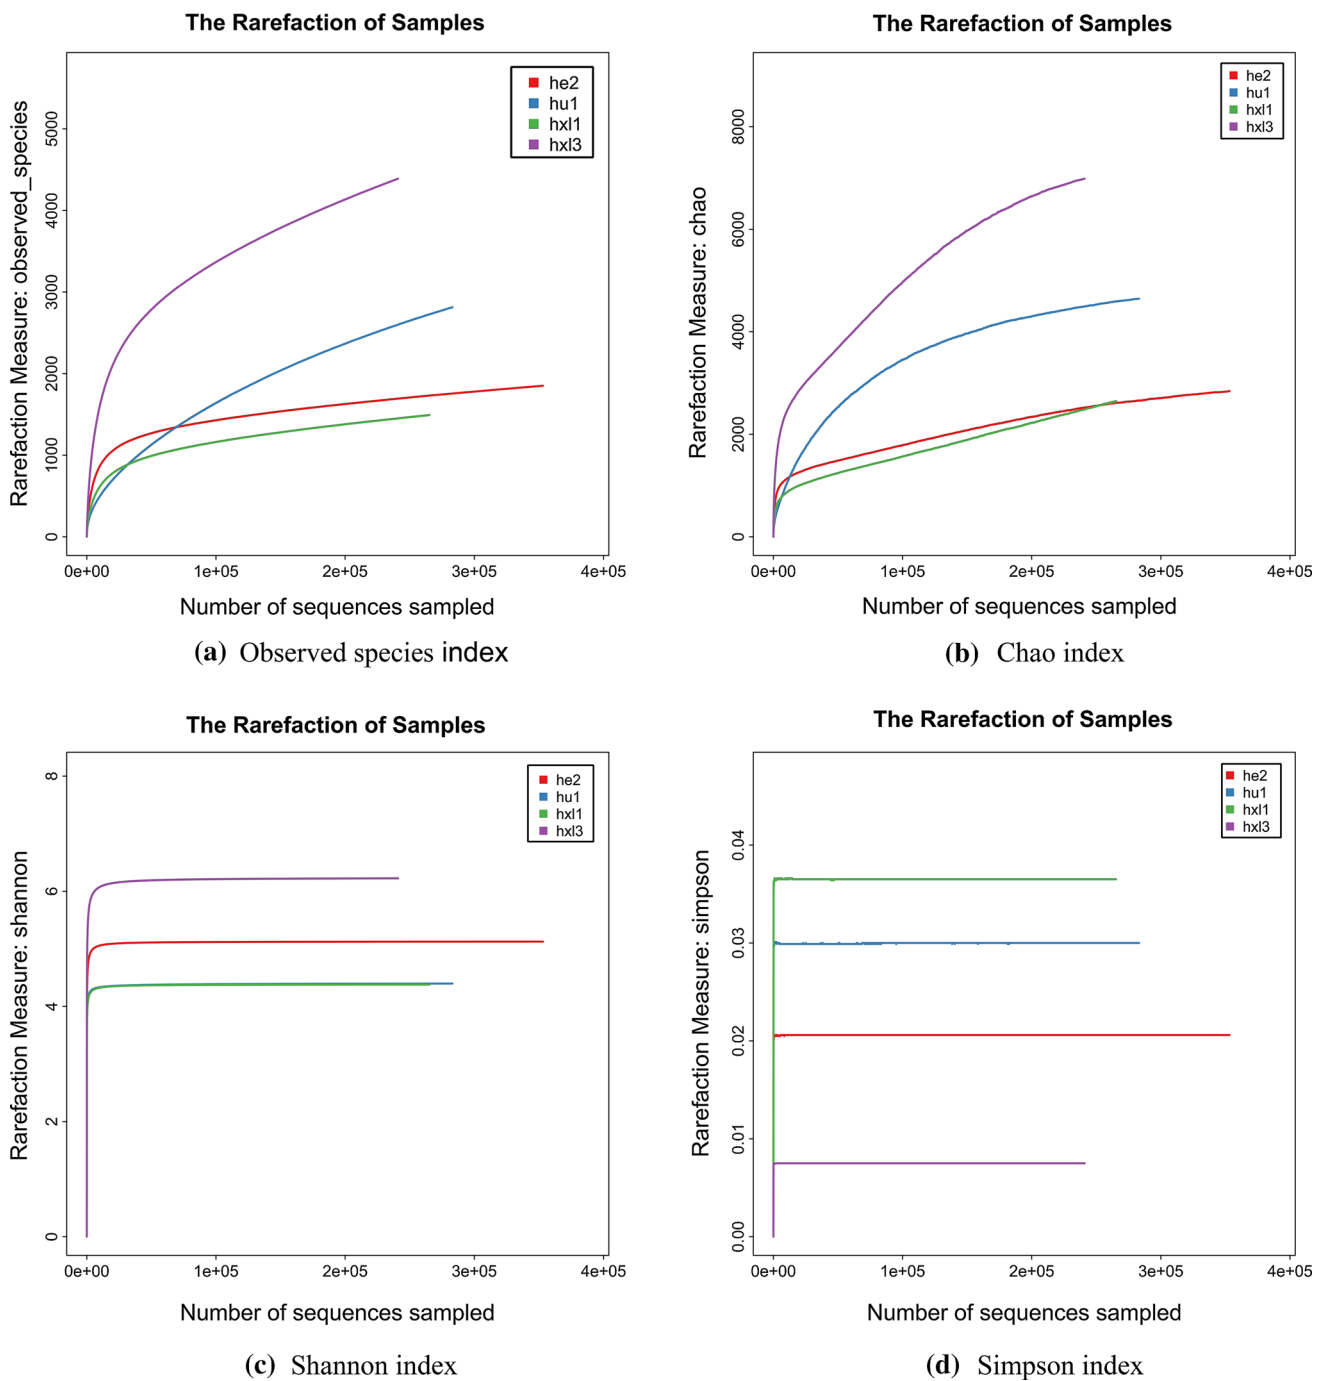 The Rarefaction of Samples
Rarefaction Measure: observed_species
5000
4000
3000
2000
1000
0
he2
hu1
hxl1
hxl3
0e+00 1e+05 2e+05 3e+05 4e+05
Number of sequences sampled
(a) Observed species index
The Rarefaction of Samples
Rarefaction Measure: chao
8000
6000
4000
2000
0
he2
hu1
hxl1
hxl3
0e+00 1e+05 2e+05 3e+05 4e+05
Number of sequences sampled
(b) Chao index
The Rarefaction of Samples
Rarefaction Measure: shannon
8
6
4
2
0
he2
hu1
hxl1
hxl3
0e+00 1e+05 2e+05 3e+05 4e+05
Number of sequences sampled
(c) Shannon index
The Rarefaction of Samples
Rarefaction Measure: simpson
0.04
0.03
0.02
0.01
0.00
he2
hu1
hxl1
hxl3
0e+00 1e+05 2e+05 3e+05 4e+05
Number of sequences sampled
(d) Simpson index